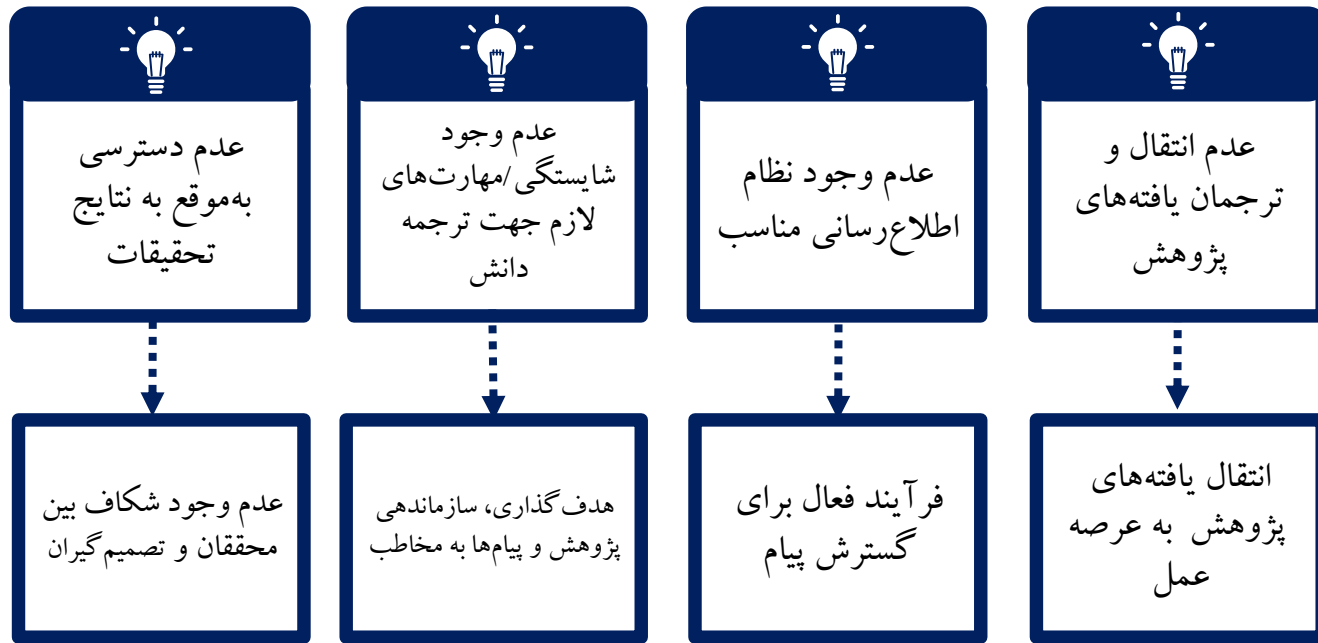 عدم انتقال و
ترجمان یافته‌های
پژوهش
عدم وجود نظام
اطلاع‌رسانی مناسب
عدم وجود
شایستگی/مهارت‌های
لازم جهت ترجمه
دانش
عدم دسترسی
به‌موقع به نتایج
تحقیقات
انتقال یافته‌های
پژوهش به عرصه
عمل
فرآیند فعال برای
گسترش پیام
هدف‌گذاری، سازماندهی
پژوهش و پیام‌ها به مخاطب
عدم وجود شکاف بین
محققان و تصمیم‌گیران